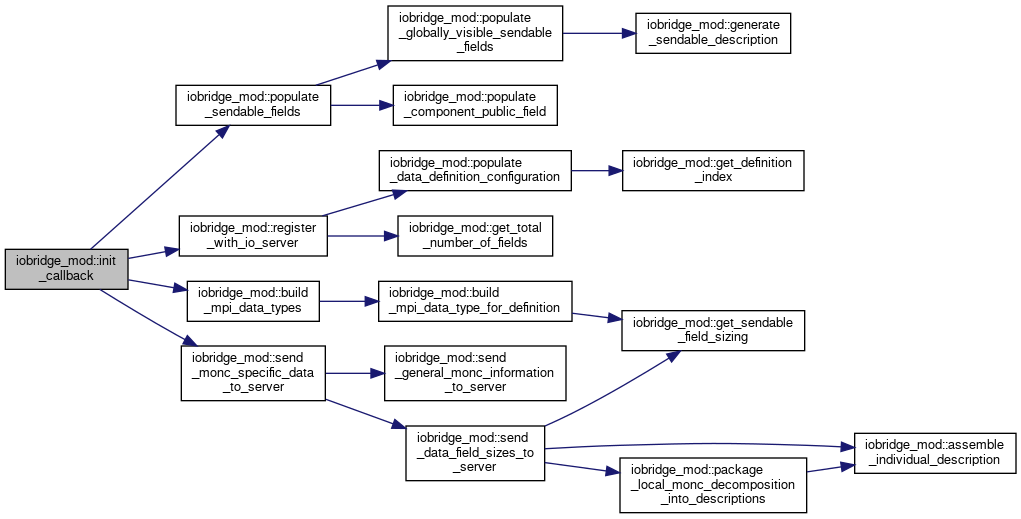 iobridge_mod::populate
_globally_visible_sendable
_fields
iobridge_mod::generate
_sendable_description
iobridge_mod::populate
_sendable_fields
iobridge_mod::populate
_component_public_field
iobridge_mod::populate
_data_definition_configuration
iobridge_mod::get_definition
_index
iobridge_mod::register
_with_io_server
iobridge_mod::get_total
_number_of_fields
iobridge_mod::init
_callback
iobridge_mod::build
_mpi_data_types
iobridge_mod::build
_mpi_data_type_for_definition
iobridge_mod::get_sendable
_field_sizing
iobridge_mod::send
_monc_specific_data
_to_server
iobridge_mod::send
_general_monc_information
_to_server
iobridge_mod::send
_data_field_sizes_to
_server
iobridge_mod::assemble
_individual_description
iobridge_mod::package
_local_monc_decomposition
_into_descriptions